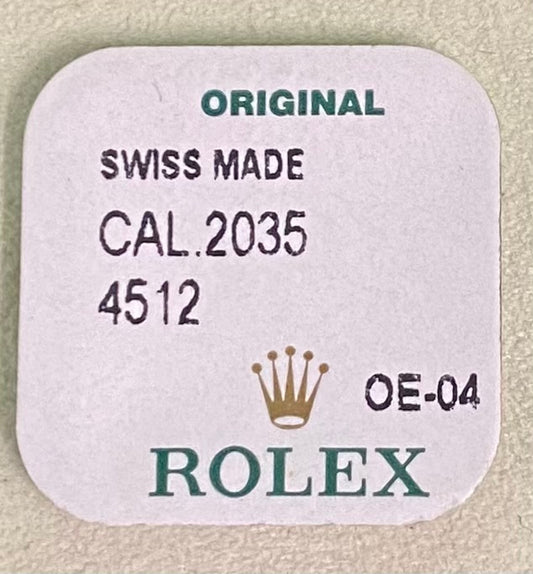 ORIGINAL
SWISS MADE
CAL.2035
4512
OE-04
ROLEX